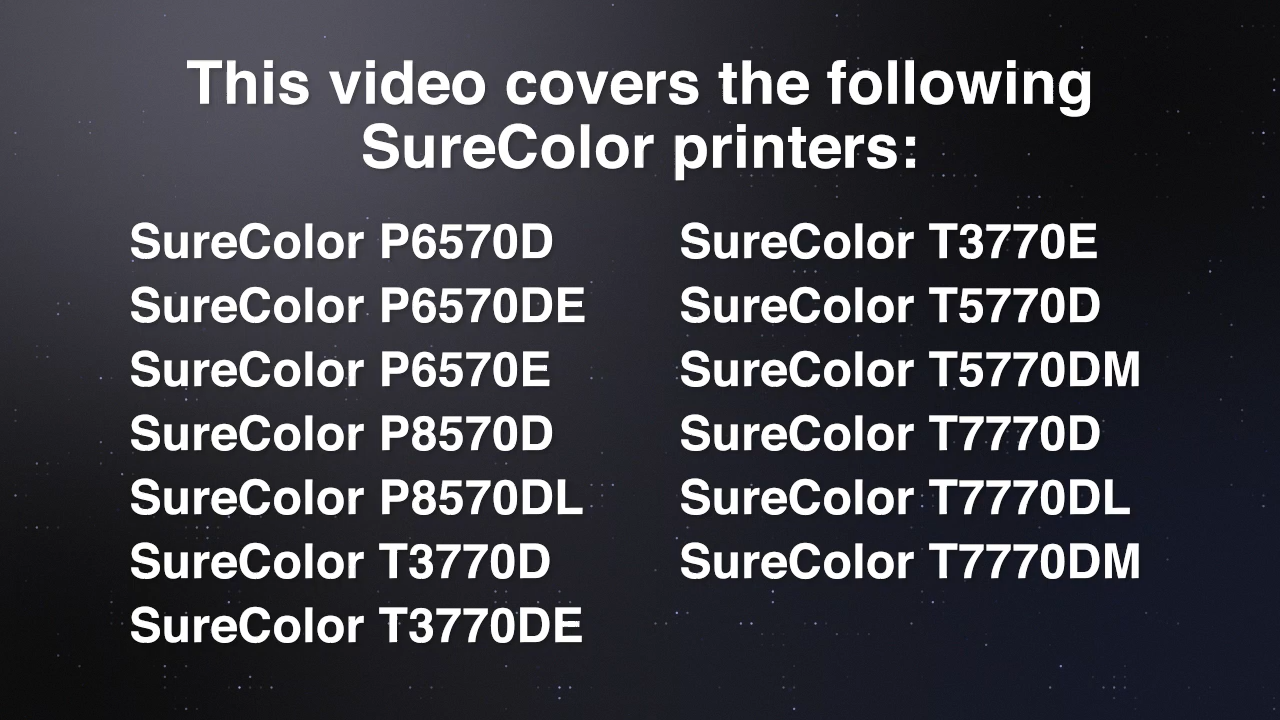 This video covers the following
SureColor printers:
SureColor P6570D
SureColor P6570DE
SureColor P6570E
SureColor P8570D
SureColor P8570DL
SureColor T3770D
SureColor T3770DE
SureColor T3770E
SureColor T5770D
SureColor T5770DM
SureColor T7770D
SureColor T7770DL
SureColor T7770DM